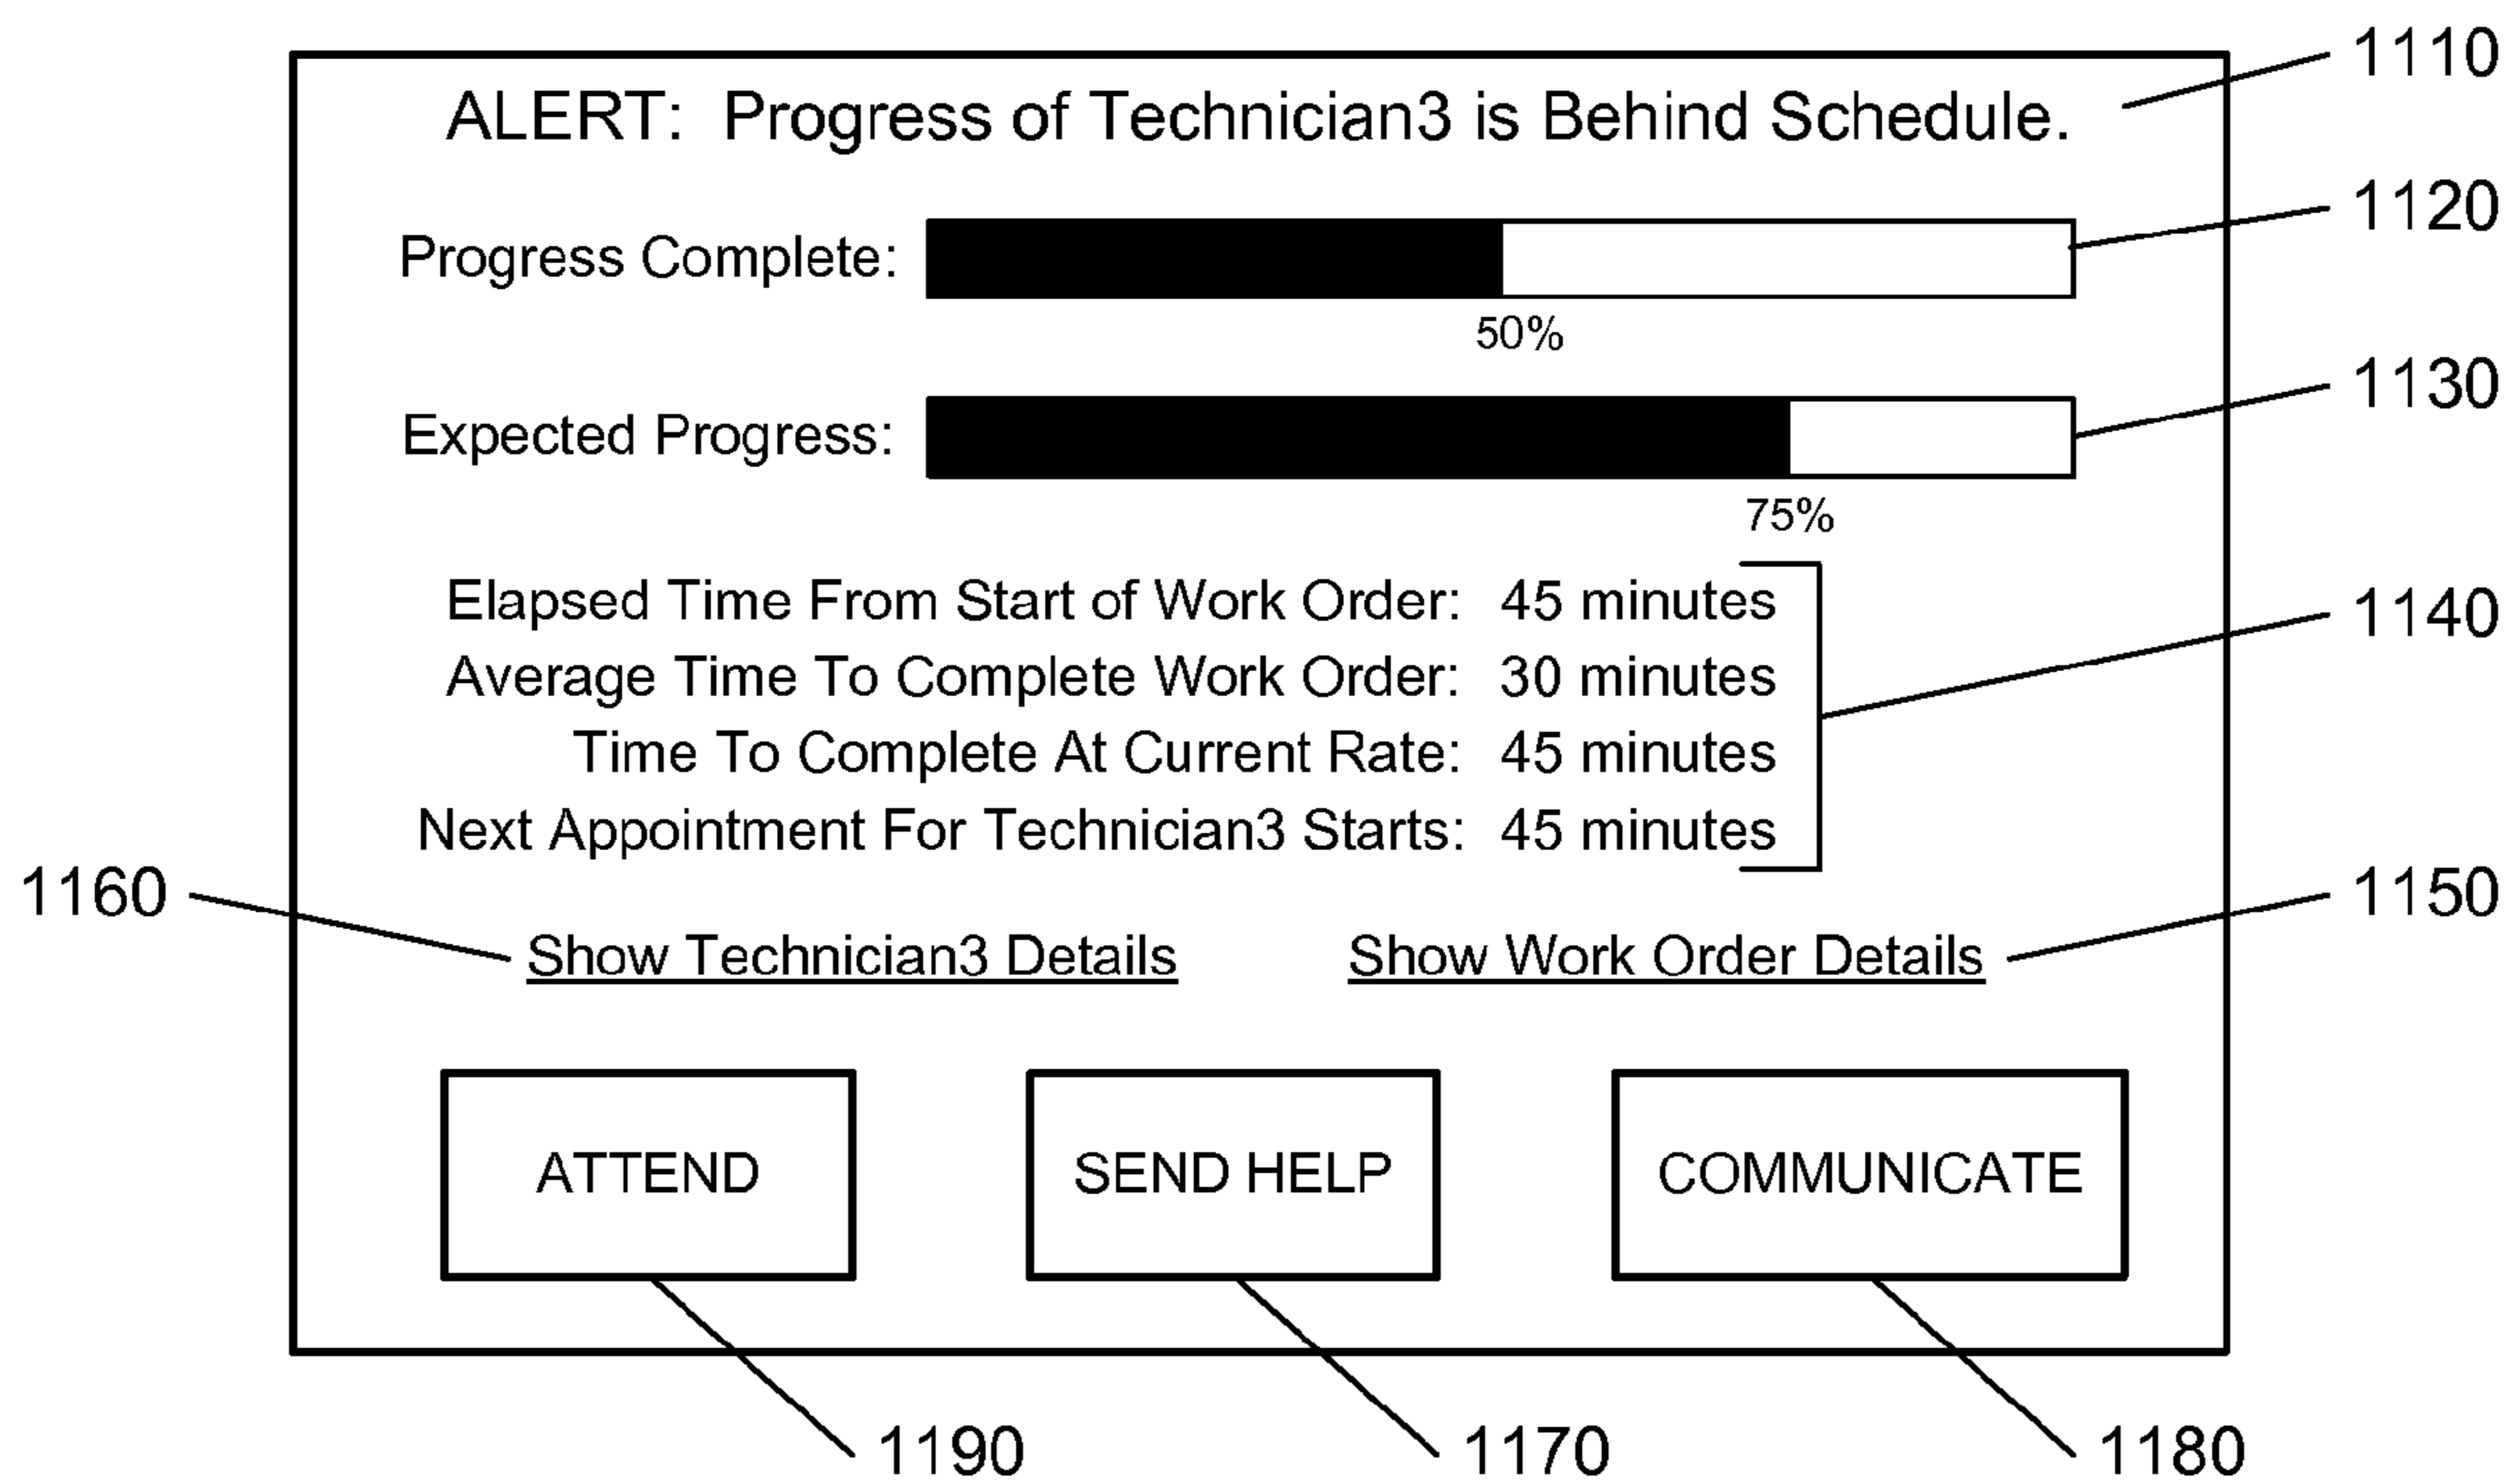 1110
ALERT: Progress of Technician3 is Behind Schedule.
1120
Progress Complete:
50%
1130
Expected Progress:
75%
Elapsed Time From Start of Work Order: 45 minutes
1140
Average Time To Complete Work Order: 30 minutes
Time To Complete At Current Rate: 45 minutes
Next Appointment For Technician3 Starts: 45 minutes
1160
1150
Show Technician3 Details Show Work Order Details
ATTEND SEND HELP COMMUNICATE
1190 1170 1180